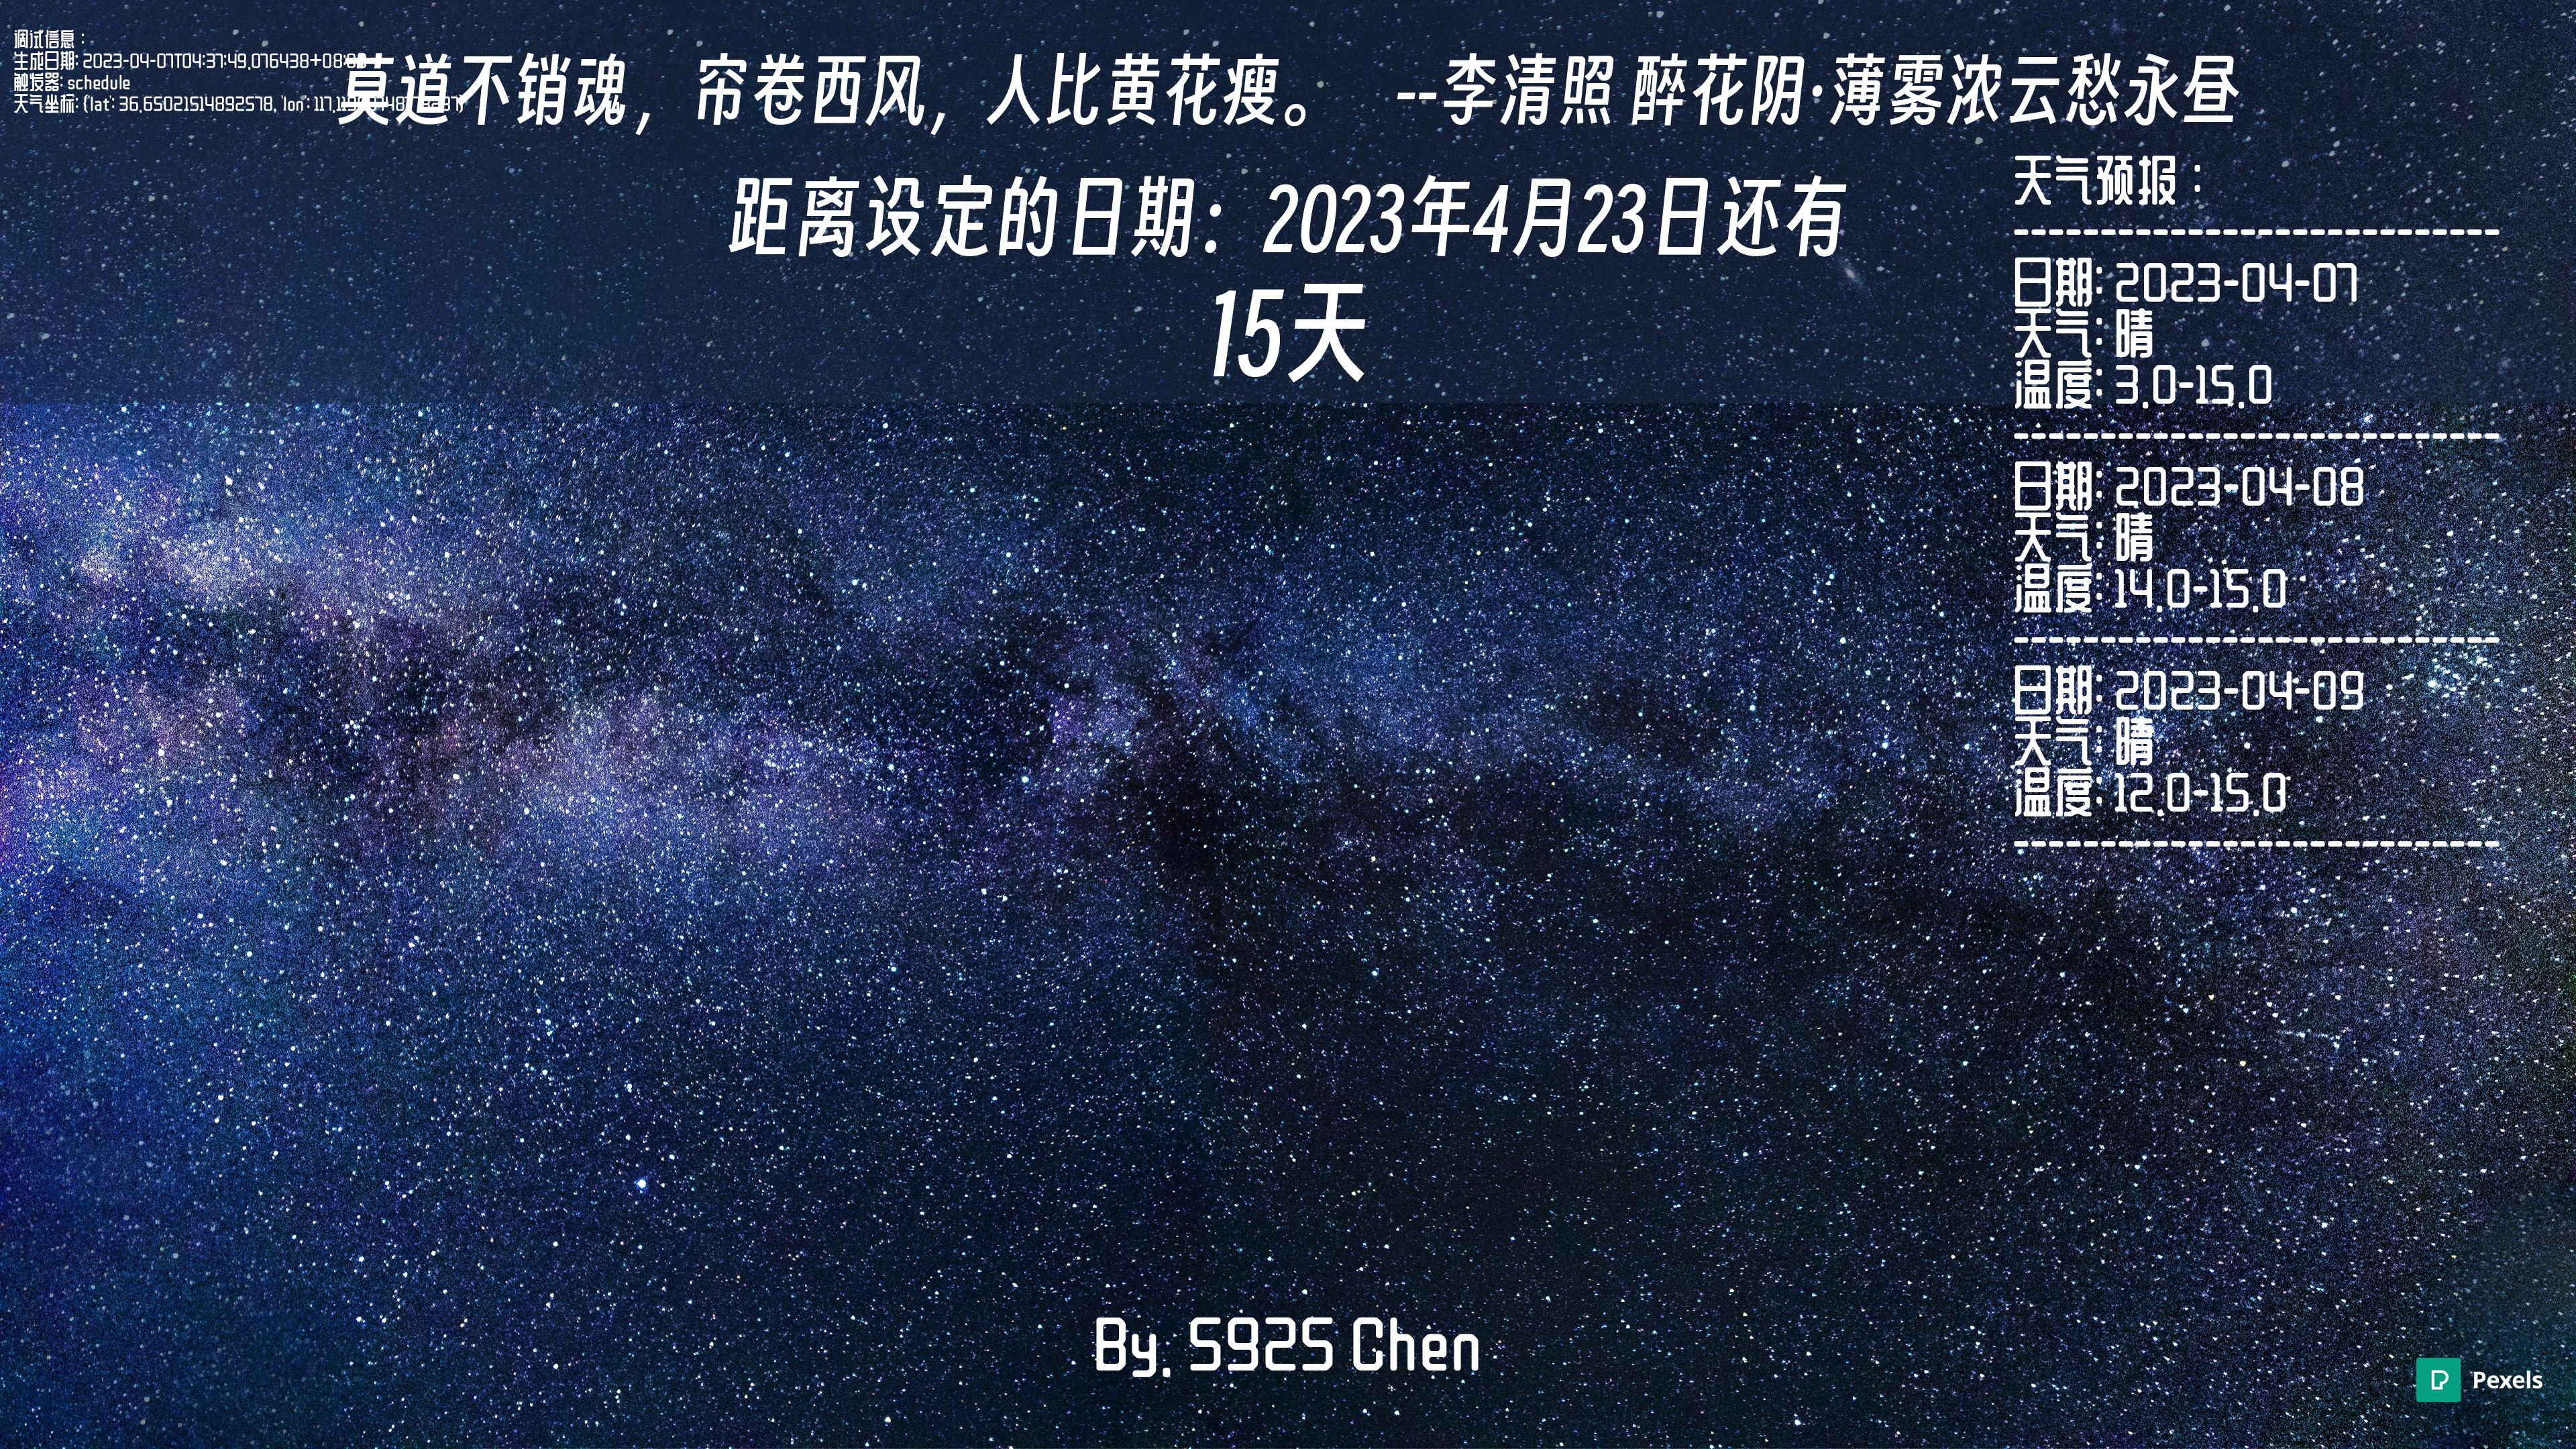 调试信息：
生成日期: 2023-04-07T04:37:49.076438+08:
触发器: schedule
天气坐标: {'lat': 36.65021514892578, 'lon':
莫道不销魂，帘卷西风，人比黄花瘦。 --李清照 醉花阴·薄雾浓云愁永昼
距离设定的日期：2023年4月23日还有
15天
天气预报：
----------------------------
日期: 2023-04-07
天气: 晴
温度: 3.0-15.0
----------------------------
日期: 2023-04-08
天气: 晴
温度: 14.0-15.0
----------------------------
日期: 2023-04-09
天气: 晴
温度: 12.0-15.0
----------------------------
By. S92S Chen
Pexels